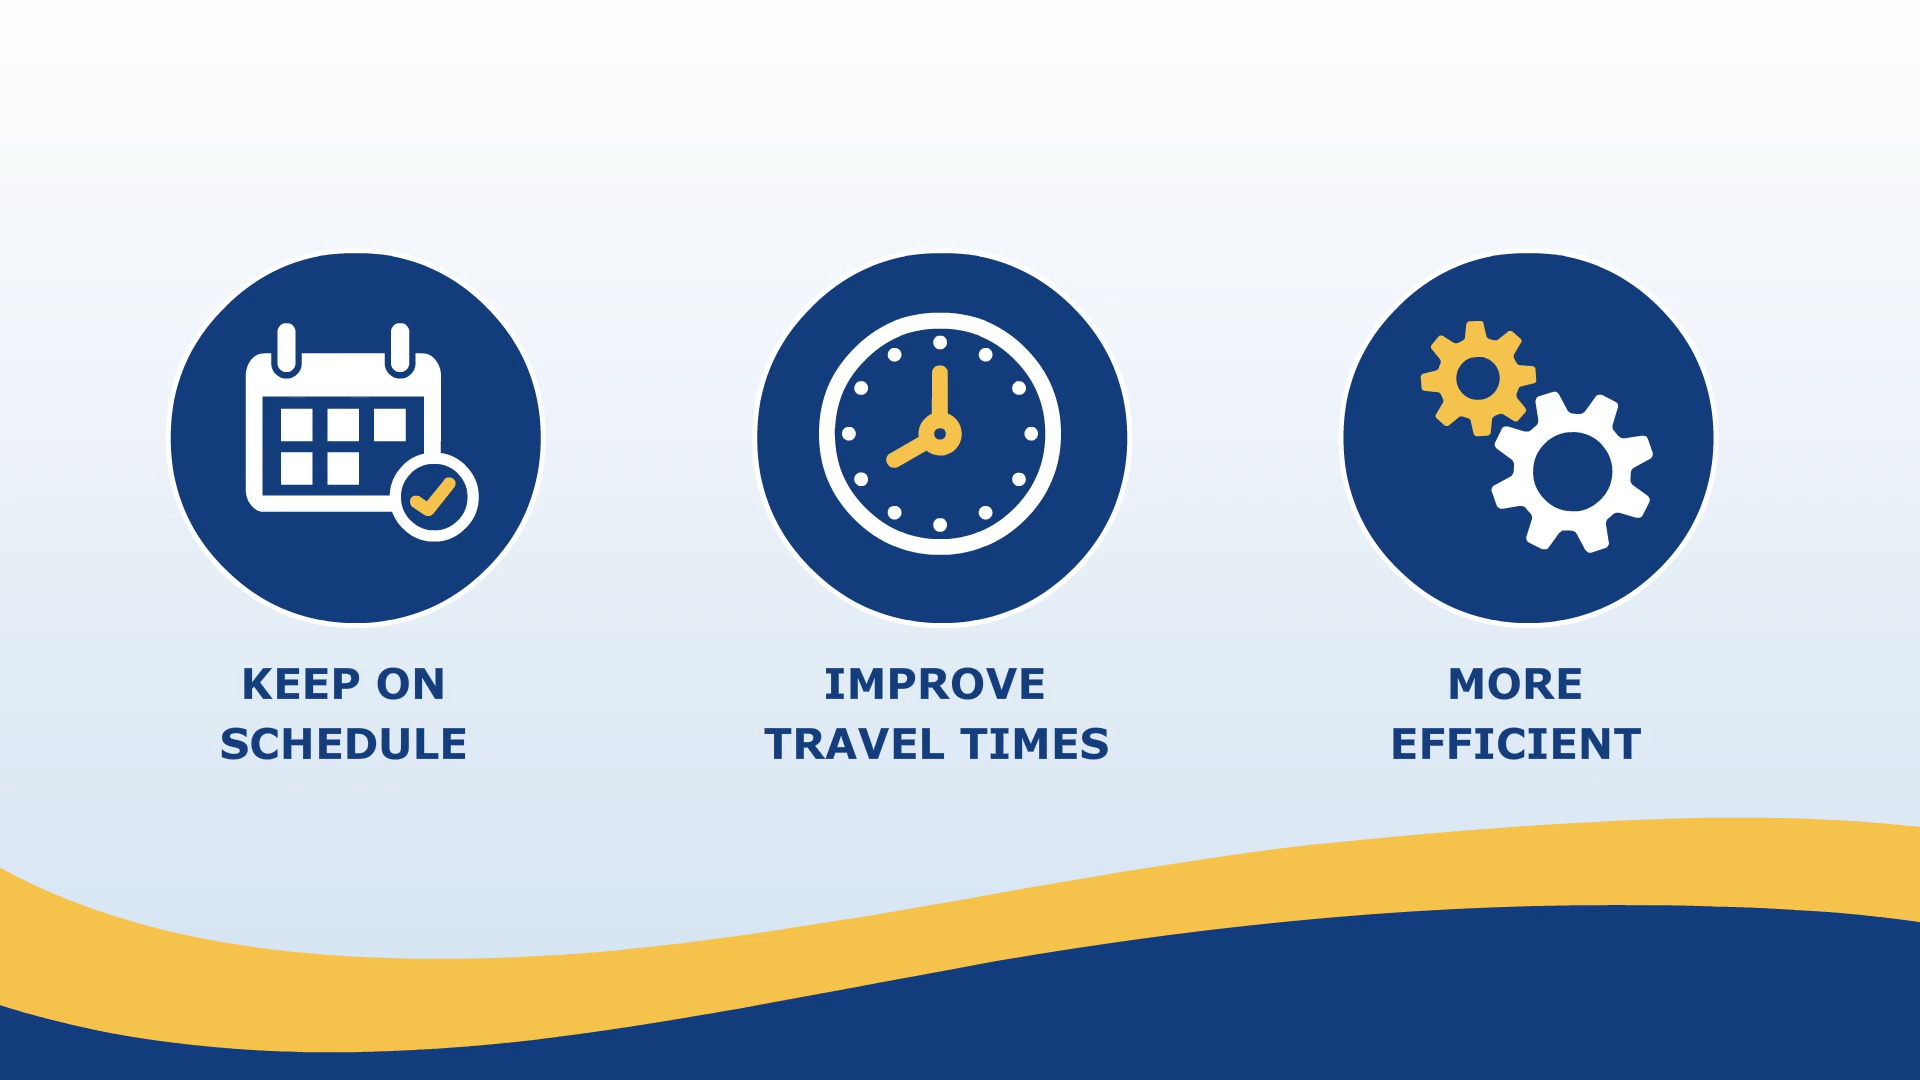 KEEP ON
SCHEDULE
IMPROVE
TRAVEL TIMES
MORE
EFFICIENT